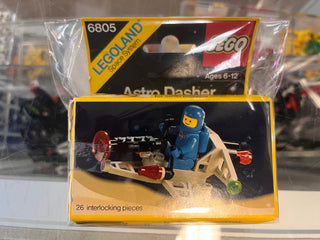 6805
LEGOLAND
Space System
LEGO
Ages 6-12
Astro Dasher
26 interlocking pieces